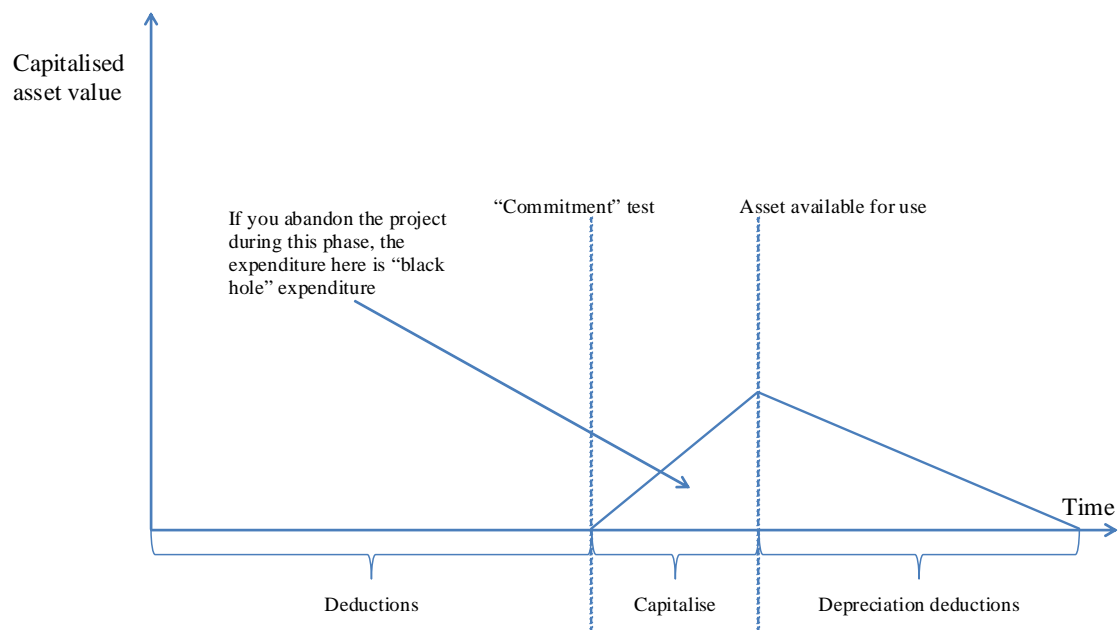 Capitalised
asset value
If you abandon the project
during this phase, the
expenditure here is “black
hole” expenditure
“Commitment” test
Asset available for use
Time
Deductions
Capitalise
Depreciation deductions